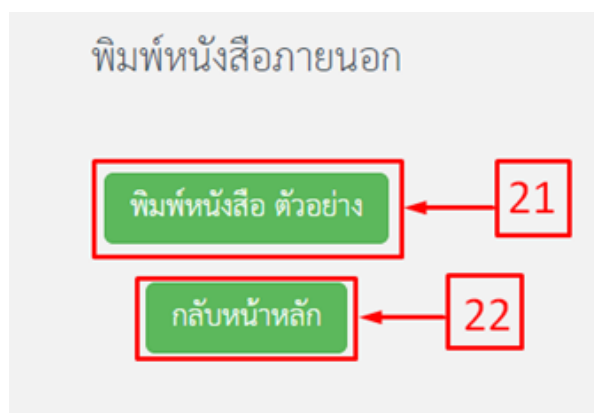 พิมพ์หนังสือภายนอก
พิมพ์หนังสือ ตัวอย่าง 21
กลับหน้าหลัก 22